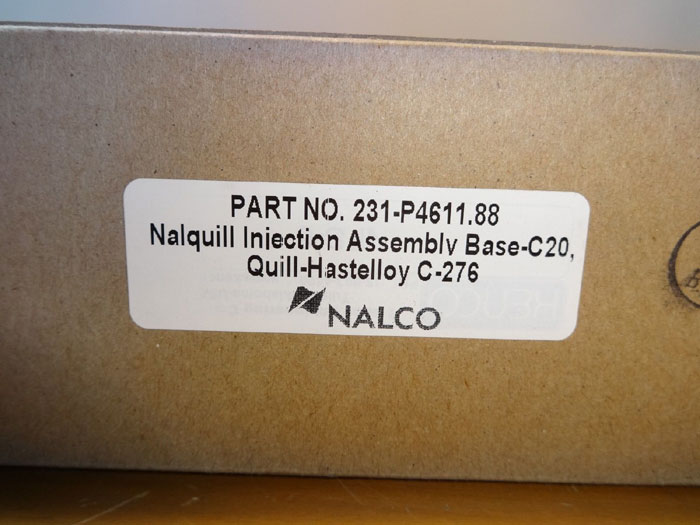 PART NO. 231-P4611.88
Nalquill Injection Assembly Base-C20,
Quill-Hastelloy C-276
NALCO